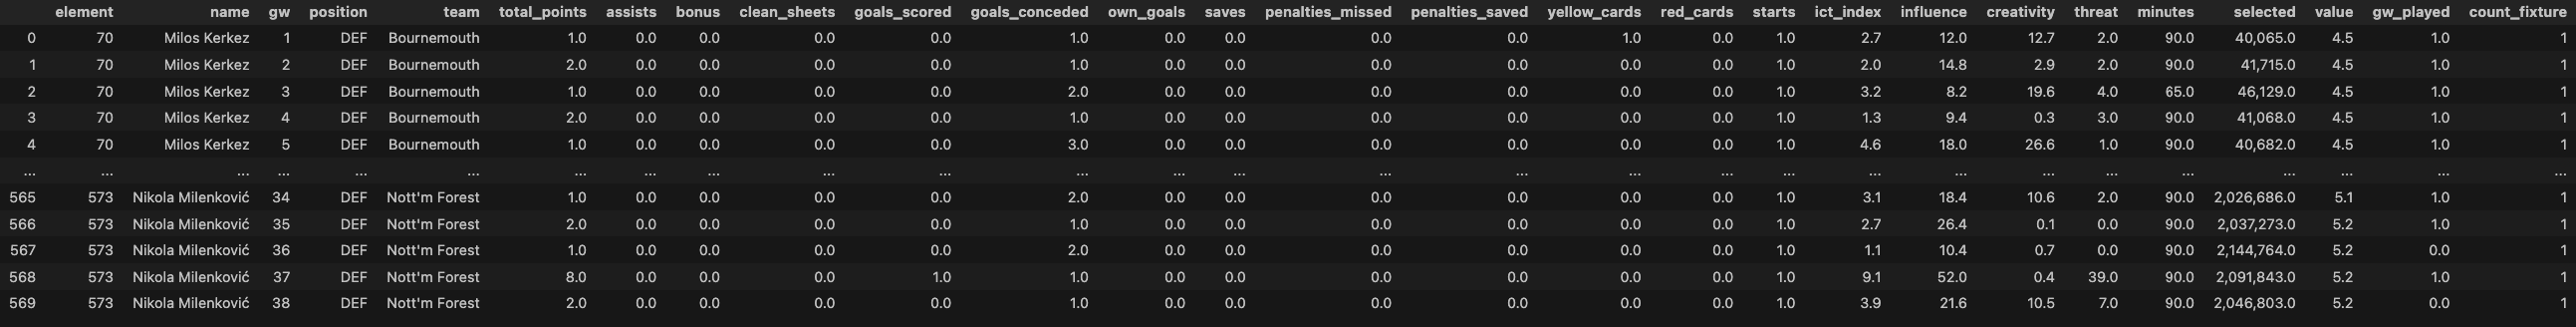 element name gw position team total_points assists bonus clean_sheets goals_scored goals_conceded own_goals saves penalties_missed penalties_saved yellow_cards red_cards starts ict_index influence creativity threat minutes selected value gw_played count_fixture
0 70 Milos Kerkez 1 DEF Bournemouth 1.0 0.0 0.0 0.0 0.0 1.0 0.0 0.0 0.0 0.0 1.0 0.0 1.0 2.7 12.0 12.7 2.0 90.0 40,065.0 4.5 1.0 1
1 70 Milos Kerkez 2 DEF Bournemouth 2.0 0.0 0.0 0.0 0.0 1.0 0.0 0.0 0.0 0.0 0.0 0.0 1.0 2.0 14.8 2.9 2.0 90.0 41,715.0 4.5 1.0 1
2 70 Milos Kerkez 3 DEF Bournemouth 1.0 0.0 0.0 0.0 0.0 2.0 0.0 0.0 0.0 0.0 0.0 0.0 1.0 3.2 8.2 19.6 4.0 65.0 46,129.0 4.5 1.0 1
3 70 Milos Kerkez 4 DEF Bournemouth 2.0 0.0 0.0 0.0 0.0 1.0 0.0 0.0 0.0 0.0 0.0 0.0 1.0 1.3 9.4 0.3 3.0 90.0 41,068.0 4.5 1.0 1
4 70 Milos Kerkez 5 DEF Bournemouth 1.0 0.0 0.0 0.0 0.0 3.0 0.0 0.0 0.0 0.0 0.0 0.0 1.0 4.6 18.0 26.6 1.0 90.0 40,682.0 4.5 1.0 1
... ... ... ... ... ... ... ... ... ... ... ... ... ... ... ... ... ... ... ... ... ... ... ... ... ... ... ...
565 573 Nikola Milenković 34 DEF Nott'm Forest 1.0 0.0 0.0 0.0 0.0 2.0 0.0 0.0 0.0 0.0 0.0 0.0 1.0 3.1 18.4 10.6 2.0 90.0 2,026,686.0 5.1 1.0 1
566 573 Nikola Milenković 35 DEF Nott'm Forest 2.0 0.0 0.0 0.0 0.0 1.0 0.0 0.0 0.0 0.0 0.0 0.0 1.0 2.7 26.4 0.1 0.0 90.0 2,037,273.0 5.2 1.0 1
567 573 Nikola Milenković 36 DEF Nott'm Forest 1.0 0.0 0.0 0.0 0.0 2.0 0.0 0.0 0.0 0.0 0.0 0.0 1.0 1.1 10.4 0.7 0.0 90.0 2,144,764.0 5.2 0.0 1
568 573 Nikola Milenković 37 DEF Nott'm Forest 8.0 0.0 0.0 0.0 1.0 1.0 0.0 0.0 0.0 0.0 0.0 0.0 1.0 9.1 52.0 0.4 39.0 90.0 2,091,843.0 5.2 1.0 1
569 573 Nikola Milenković 38 DEF Nott'm Forest 2.0 0.0 0.0 0.0 0.0 1.0 0.0 0.0 0.0 0.0 0.0 0.0 1.0 3.9 21.6 10.5 7.0 90.0 2,046,803.0 5.2 0.0 1